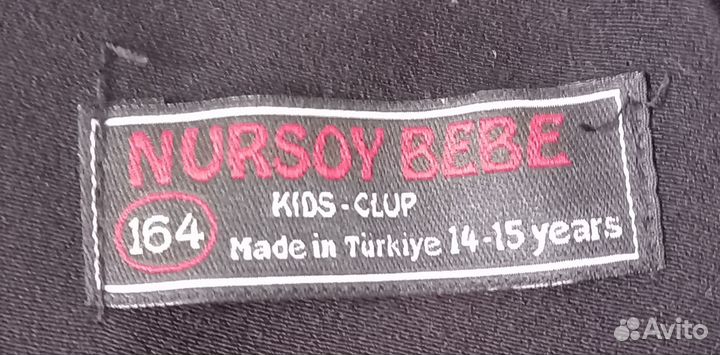 NURSOY BEBE
KIDS-CLUP
164 Made in Türkiye 14-15 years
Avito